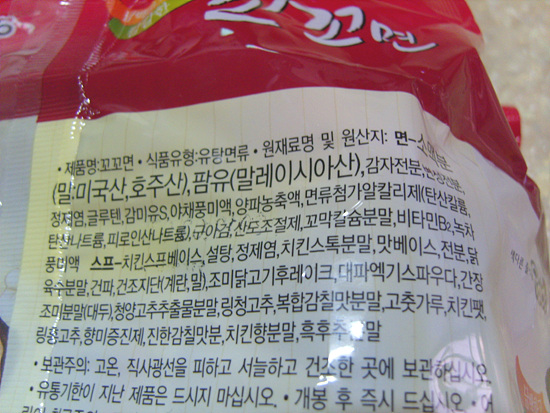 꼬꼬면
• 제품명:꼬꼬면 • 식품유형:유탕면류 • 원재료명 및 원산지: 면-소맥분
(밀:미국산,호주산),팜유(말레이시아산),감자전분,변성전분,
정제염,글루텐,감미유S,야채풍미액,양파농축액,면류첨가알칼리제(탄산칼륨,
탄산나트륨,피로인산나트륨),구아검,산도조절제,꼬막칼슘분말,비타민B₂,녹차
풍미액 스프-치킨스프베이스,설탕,정제염,치킨스톡분말,맛베이스,전분,닭
육수분말,건파,건조지단(계란,밀),조미닭고기후레이크,대파엑기스파우다,간장
조미분말(대두)청양고추추출물분말,링청고추,복합감칠맛분말,고춧가루,치킨팻,
링홍고추,향미증진제,진한감칠맛분,치킨향분말,흑후추분말
• 보관주의: 고온, 직사광선을 피하고 서늘하고 건조한 곳에 보관하십시오.
• 유통기한이 지난 제품은 드시지 마십시오. • 개봉 후 즉시 드십시오. • 어